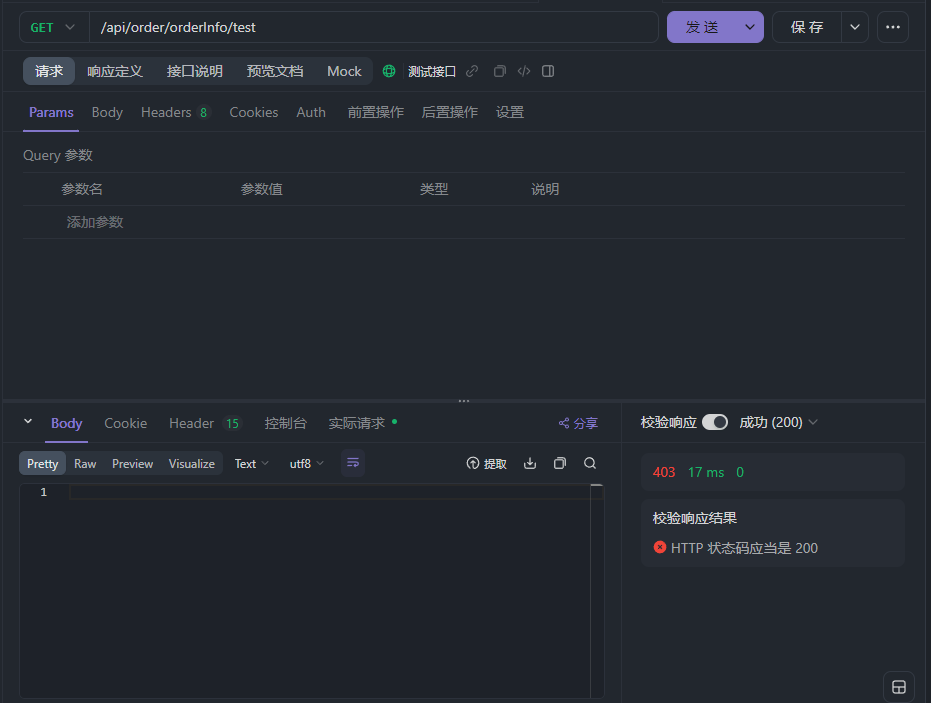 GET /api/order/orderInfo/test 发送 保存
请求 响应定义 接口说明 预览文档 Mock 测试接口
Params Body Headers 8 Cookies Auth 前置操作 后置操作 设置
Query 参数
参数名 参数值 类型 说明
添加参数
Body Cookie Header 15 控制台 实际请求 分享
Pretty Raw Preview Visualize Text utf8 提取
1
校验响应 成功 (200)
403 17 ms 0
校验响应结果
HTTP 状态码应当是 200